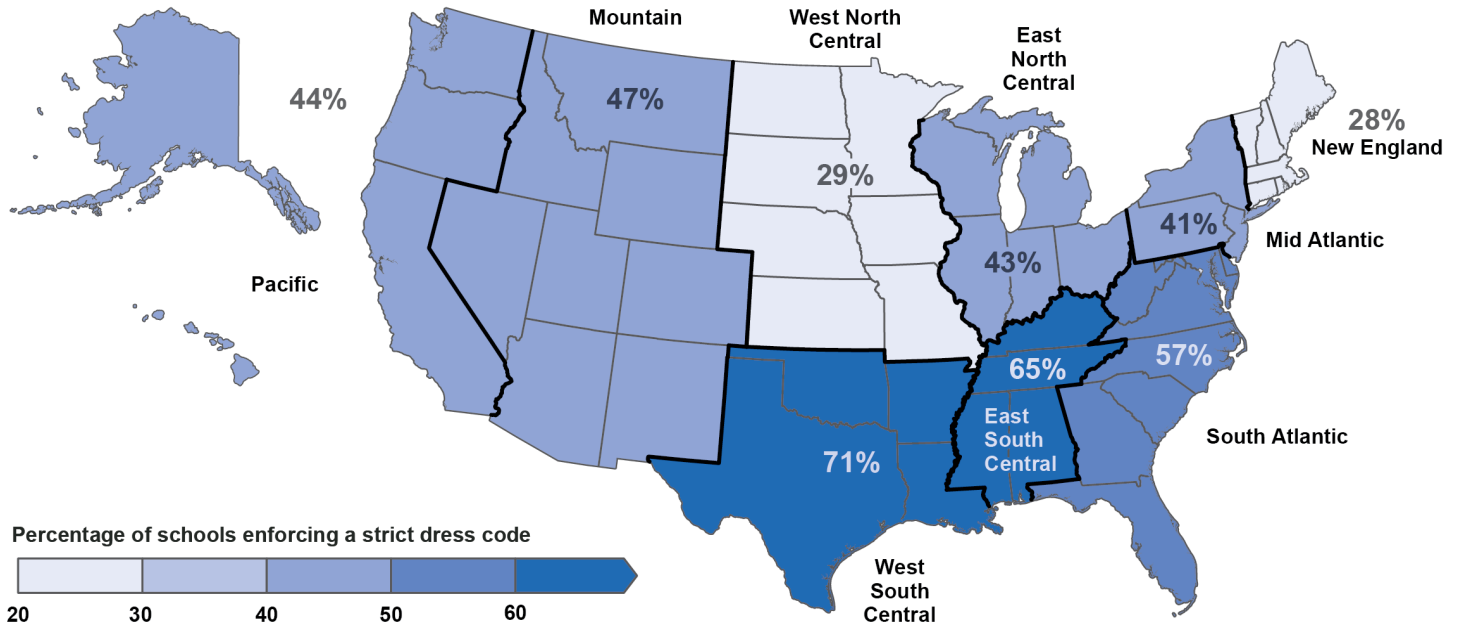 Mountain
West North
Central
East
North
Central
44%
47%
28%
New England
29%
41%
Mid Atlantic
43%
Pacific
57%
65%
East
South
Central
South Atlantic
71%
Percentage of schools enforcing a strict dress code
20
30
40
50
60
West
South
Central